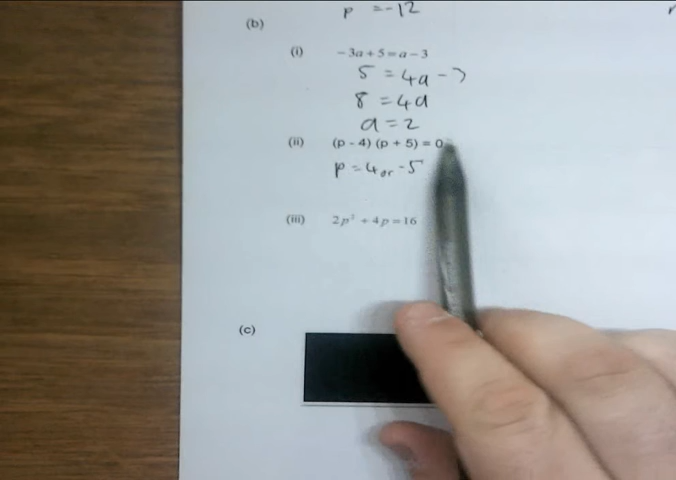 p = -12
(b)
(i) -3a + 5 = a - 3
5 = 4a - 3
8 = 4a
a = 2
(ii) (p - 4) (p + 5) = 0
p = 4 or -5
(iii) 2p² + 4p = 16
(c)